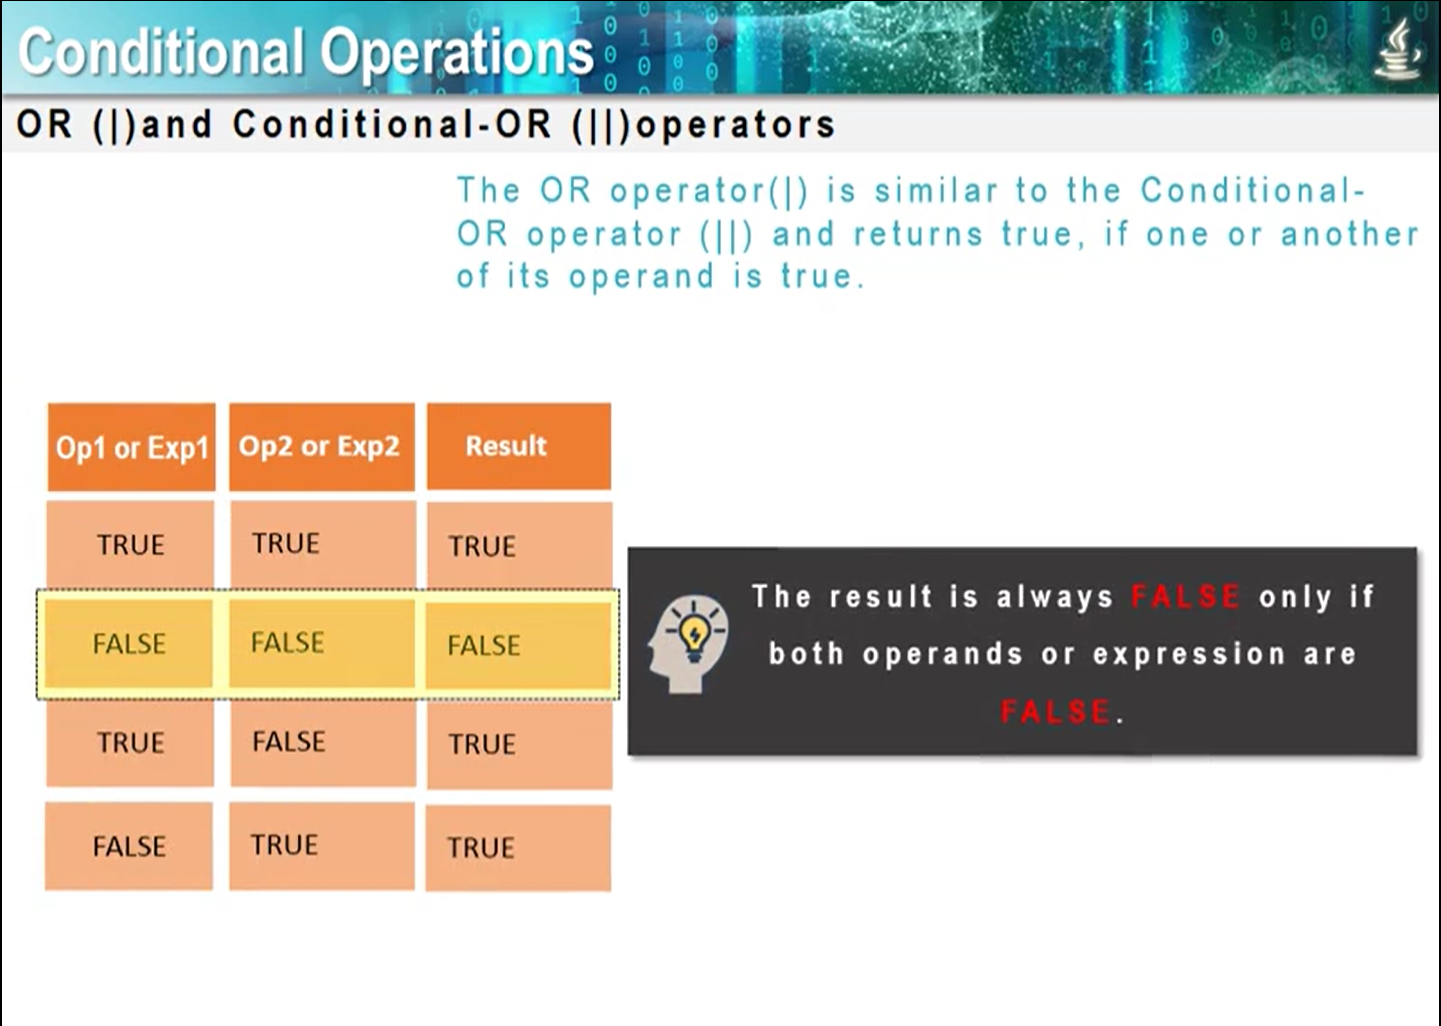 Conditional Operations
OR (|)and Conditional-OR (||)operators
The OR operator(|) is similar to the Conditional-
OR operator (||) and returns true, if one or another
of its operand is true.
Op1 or Exp1 Op2 or Exp2 Result
TRUE TRUE TRUE
FALSE FALSE FALSE
TRUE FALSE TRUE
FALSE TRUE TRUE
The result is always FALSE only if
both operands or expression are
FALSE.